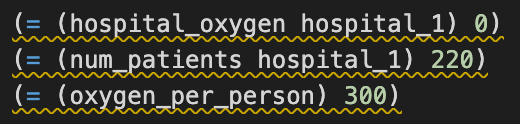 (= (hospital_oxygen hospital_1) 0)
(= (num_patients hospital_1) 220)
(= (oxygen_per_person) 300)